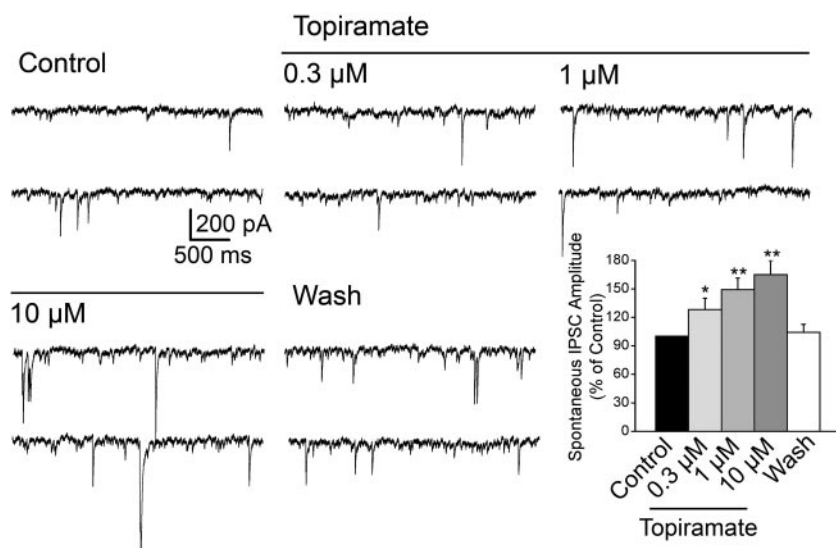 Topiramate
Control
0.3 µM
1 µM
200 pA
500 ms
10 µM
Wash
Spontaneous IPSC Amplitude
(% of Control)
180
150
120
90
60
30
0
*
**
**
Control
0.3 µM
1 µM
10 µM
Wash
Topiramate